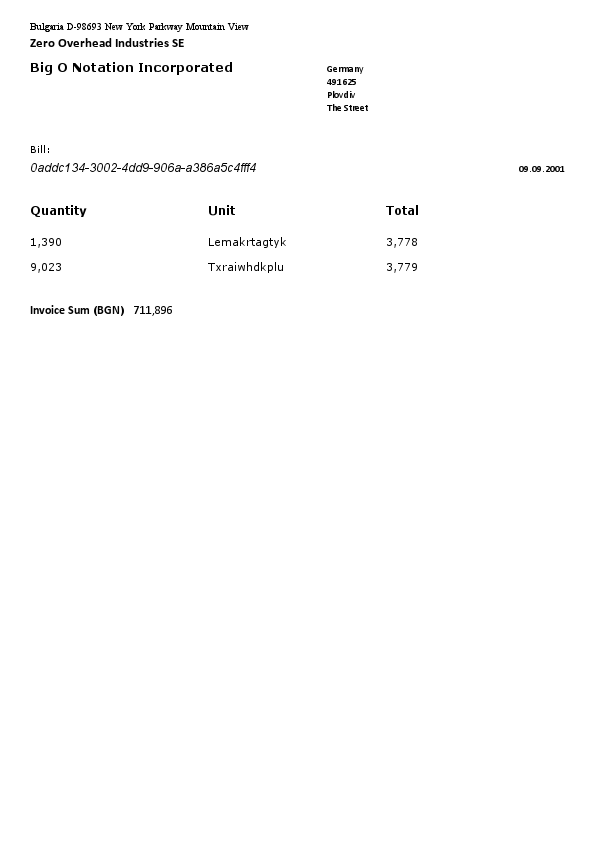 Bulgaria D-98693 New York Parkway Mountain View
Zero Overhead Industries SE
Big O Notation Incorporated
Germany
491625
Plovdiv
The Street
Bill:
0addc134-3002-4dd9-906a-a386a5c4fff4
09.09.2001
Quantity Unit Total
1,390 Lemakrtagtyk 3,778
9,023 Txraiwhdkplu 3,779
Invoice Sum (BGN) 711,896